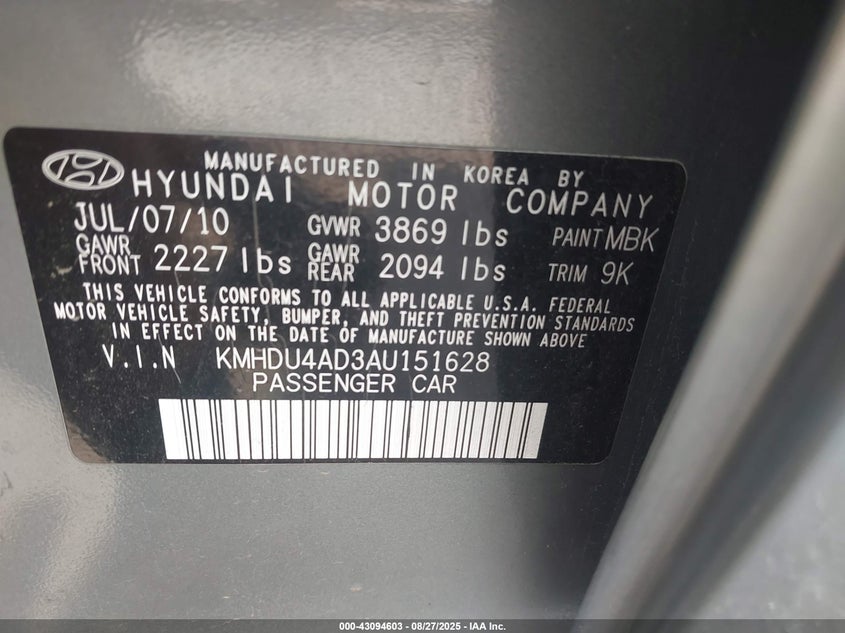 MANUFACTURED IN KOREA BY
HYUNDAI MOTOR COMPANY
JUL/07/10 GVWR 3869 lbs PAINT MBK
GAWR FRONT 2227 lbs GAWR REAR 2094 lbs TRIM 9K
THIS VEHICLE CONFORMS TO ALL APPLICABLE U.S.A. FEDERAL
MOTOR VEHICLE SAFETY, BUMPER, AND THEFT PREVENTION STANDARDS
IN EFFECT ON THE DATE OF MANUFACTURE SHOWN ABOVE
V.I.N KMHDU4AD3AU151628
PASSENGER CAR
000-43094603 - 08/27/2025 - IAA Inc.